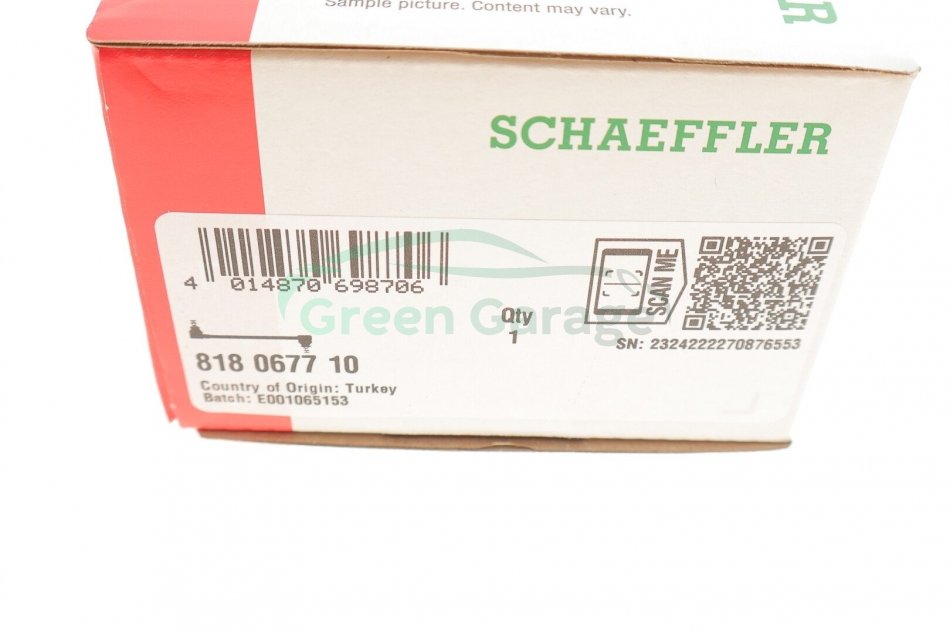 Sample picture. Content may vary.
R
SCHAEFFLER
4 014870 698706
SCAN ME
Green Garage
Qty
1
SN: 2324222270876553
818 0677 10
Country of Origin: Turkey
Batch: E001065153